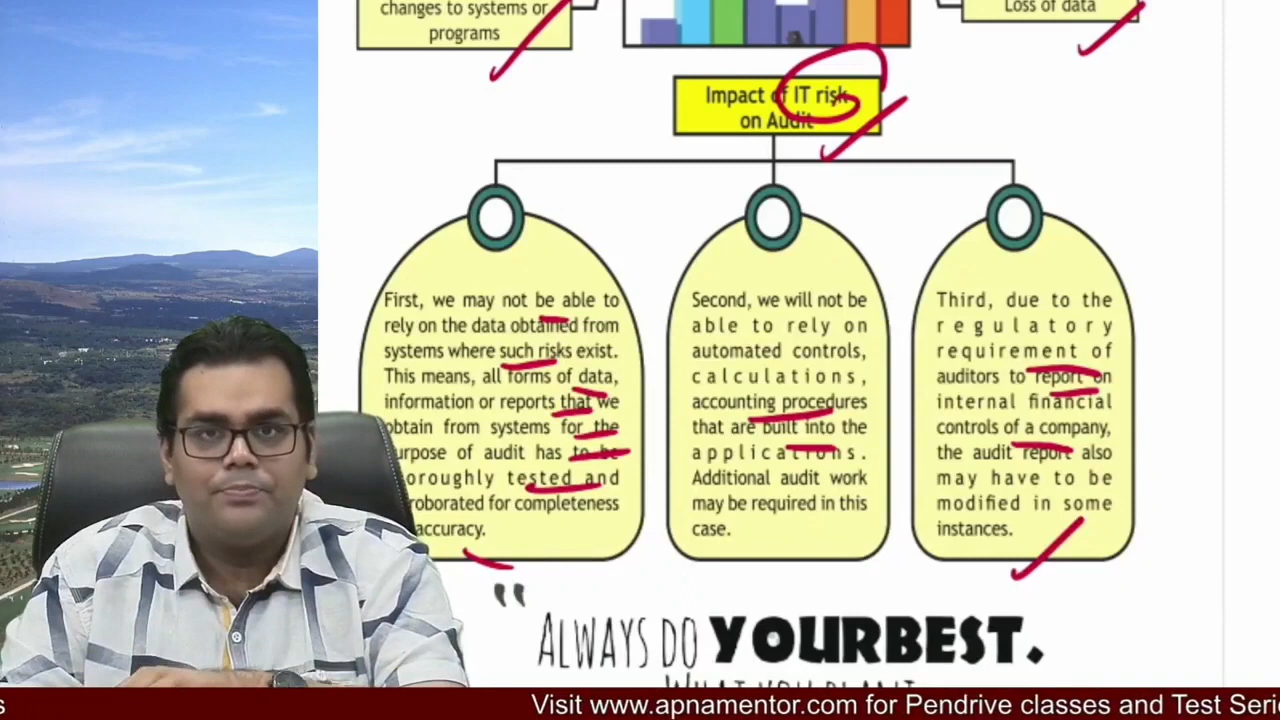 changes to systems or
programs
Loss of data
Impact of IT risk
on Audit
First, we may not be able to
rely on the data obtained from
systems where such risks exist.
This means, all forms of data,
information or reports that we
obtain from systems for the
purpose of audit has to be
thoroughly tested and
corroborated for completeness
accuracy.
Second, we will not be
able to rely on
automated controls,
calculations,
accounting procedures
that are built into the
applications.
Additional audit work
may be required in this
case.
Third, due to the
regulatory
requirement of
auditors to report on
internal financial
controls of a company,
the audit report also
may have to be
modified in some
instances.
"ALWAYS DO YOUR BEST.
WHAT YOU PLANT
s Visit www.apnamentor.com for Pendrive classes and Test Seri